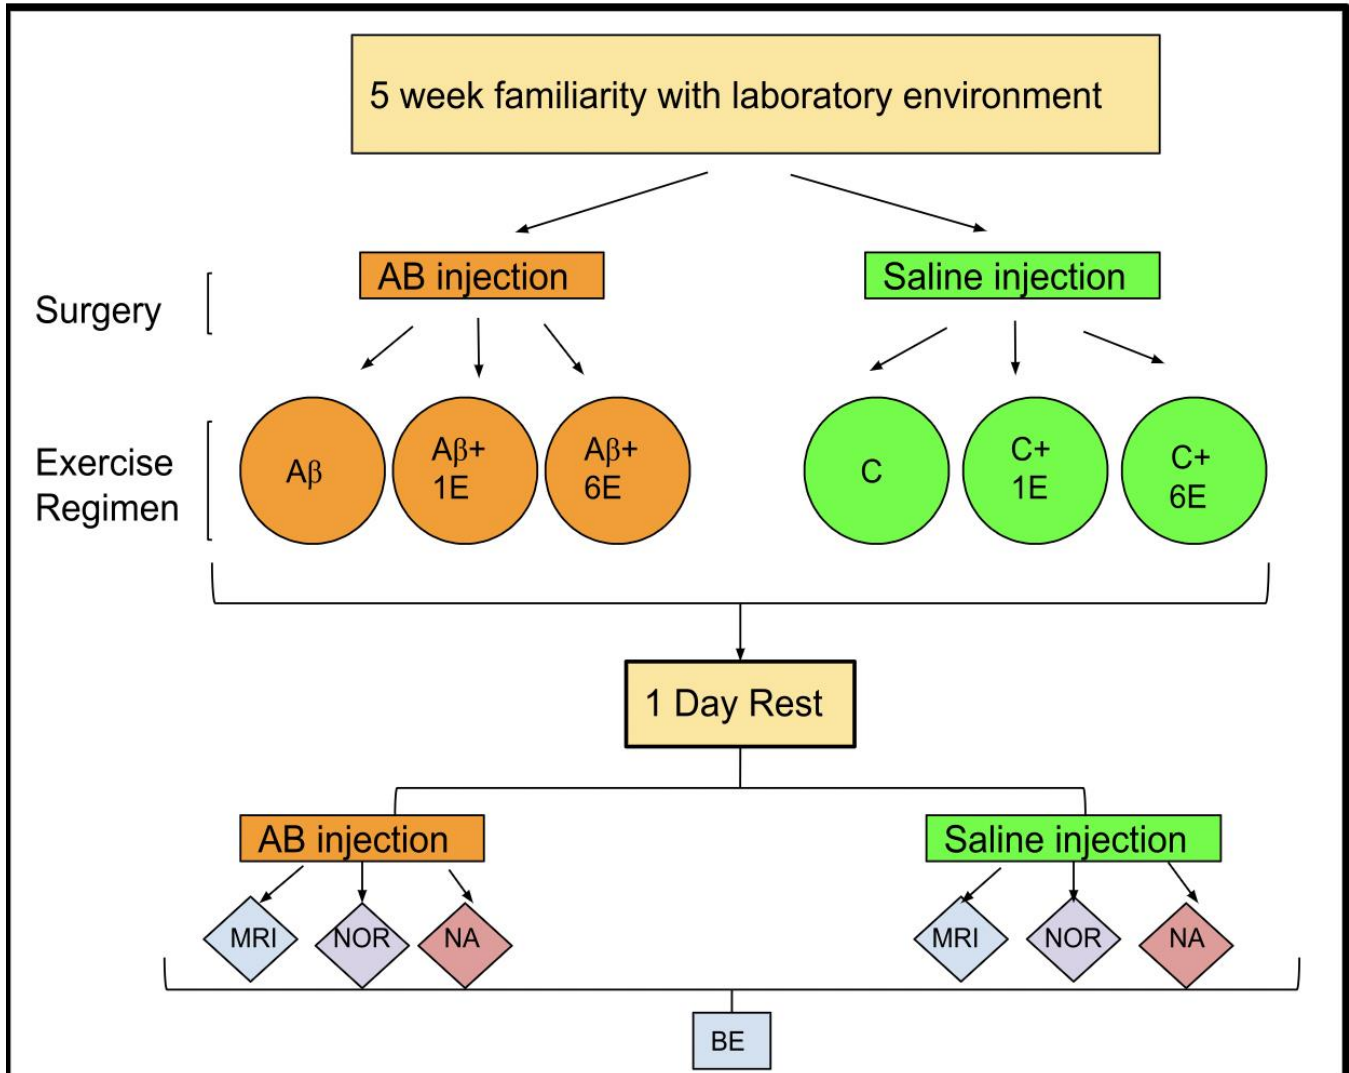 5 week familiarity with laboratory environment
Surgery
AB injection
Saline injection
Exercise
Regimen
Aβ
Aβ+
1E
Aβ+
6E
C
C+
1E
C+
6E
1 Day Rest
AB injection
Saline injection
MRI
NOR
NA
MRI
NOR
NA
BE